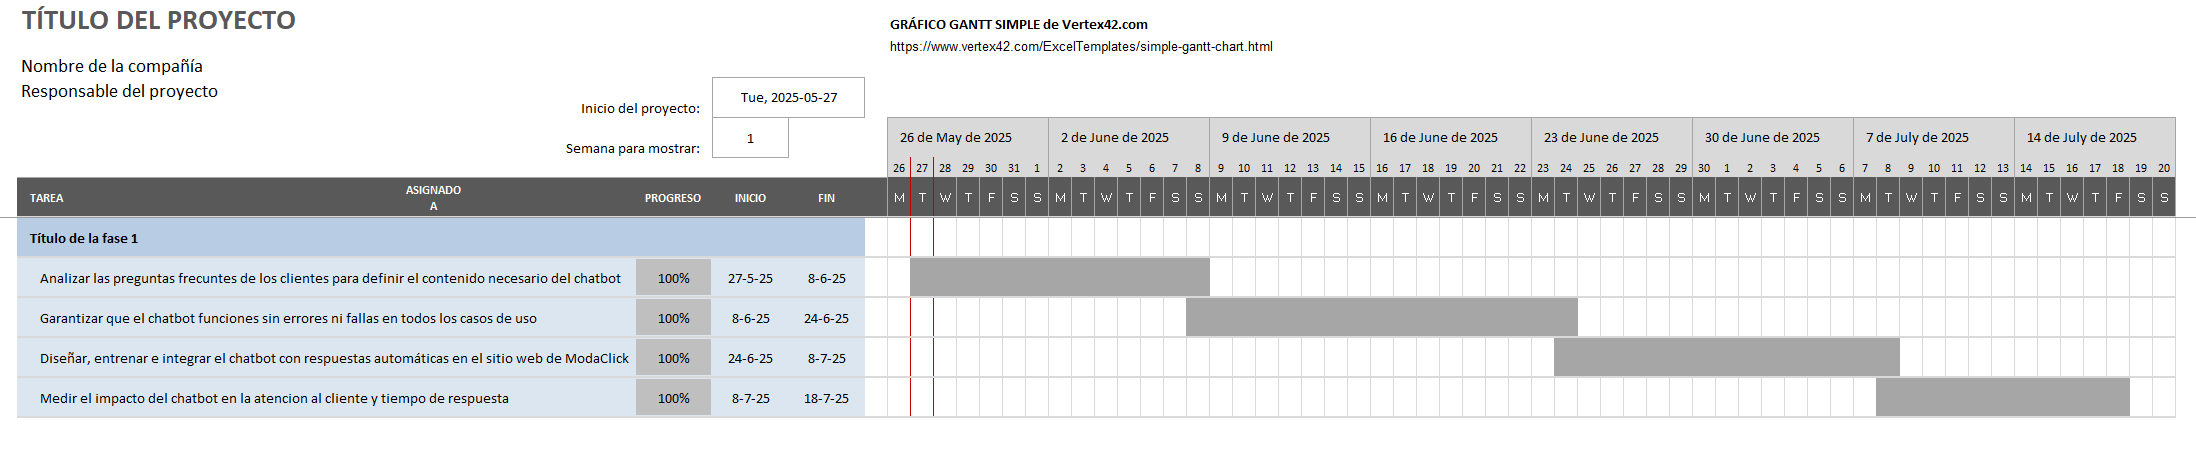 TÍTULO DEL PROYECTO
GRÁFICO GANTT SIMPLE de Vertex42.com
https://www.vertex42.com/ExcelTemplates/simple-gantt-chart.html
Nombre de la compañía
Responsable del proyecto
Inicio del proyecto: Tue, 2025-05-27
Semana para mostrar: 1
26 de May de 2025 2 de June de 2025 9 de June de 2025 16 de June de 2025 23 de June de 2025 30 de June de 2025 7 de July de 2025 14 de July de 2025
26 27 28 29 30 31 1 2 3 4 5 6 7 8 9 10 11 12 13 14 15 16 17 18 19 20 21 22 23 24 25 26 27 28 29 30 1 2 3 4 5 6 7 8 9 10 11 12 13 14 15 16 17 18 19 20
TAREA ASIGNADO A PROGRESO INICIO FIN M T W T F S S M T W T F S S M T W T F S S M T W T F S S M T W T F S S M T W T F S S M T W T F S S M T W T F S S
Título de la fase 1
Analizar las preguntas frecuntes de los clientes para definir el contenido necesario del chatbot 100% 27-5-25 8-6-25
Garantizar que el chatbot funciones sin errores ni fallas en todos los casos de uso 100% 8-6-25 24-6-25
Diseñar, entrenar e integrar el chatbot con respuestas automáticas en el sitio web de ModaClick 100% 24-6-25 8-7-25
Medir el impacto del chatbot en la atencion al cliente y tiempo de respuesta 100% 8-7-25 18-7-25